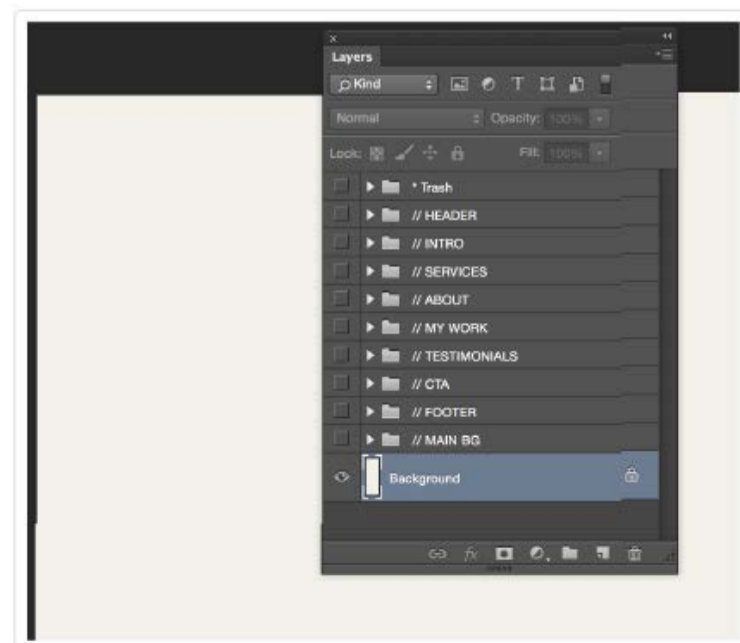 Layers
Kind
Normal Opacity: 100%
Lock: Fill: 100%
* Trash
// HEADER
// INTRO
// SERVICES
// ABOUT
// MY WORK
// TESTIMONIALS
// CTA
// FOOTER
// MAIN BG
Background
fx